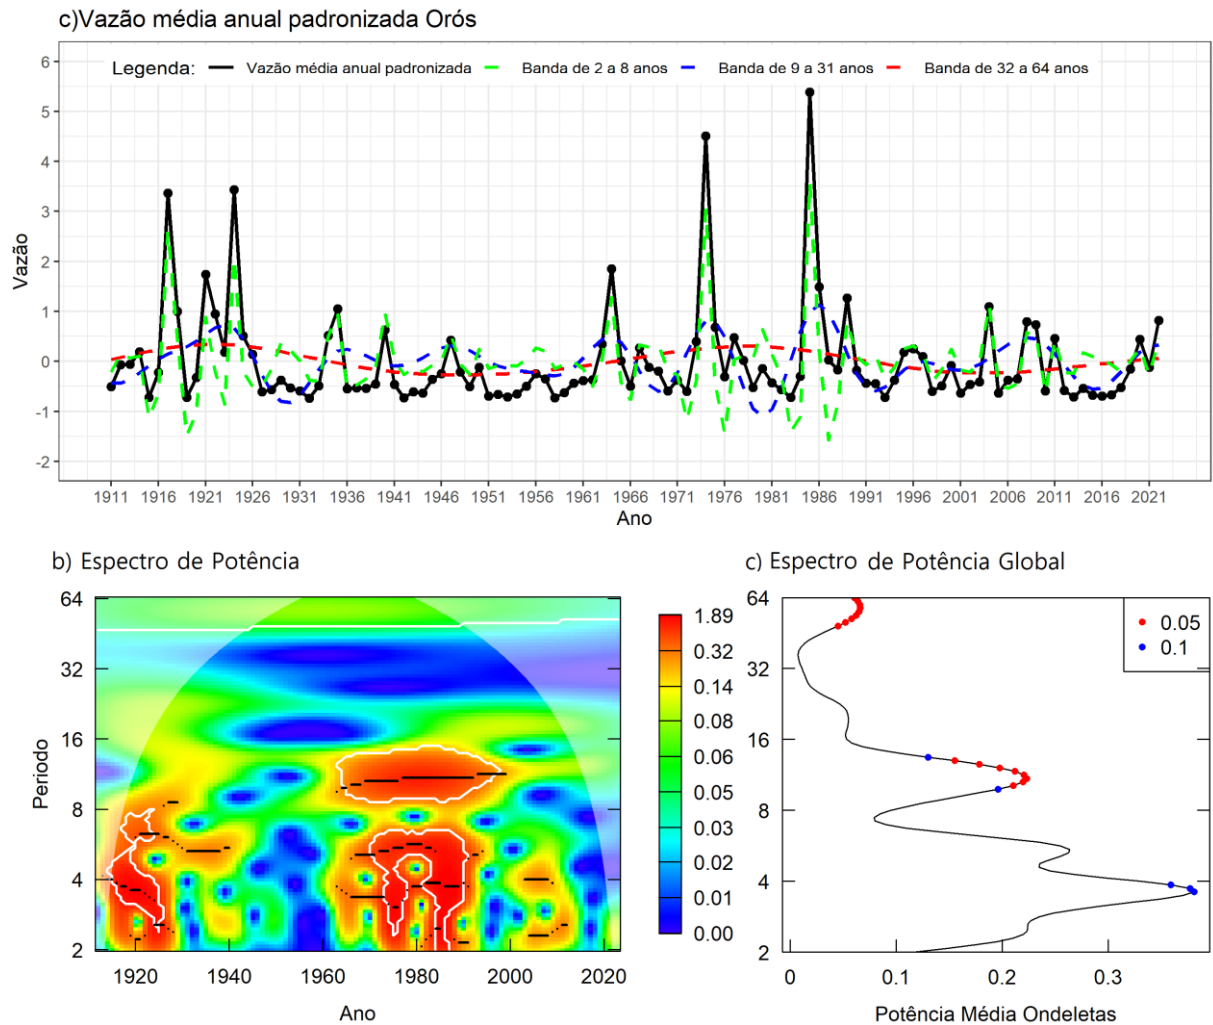 c)Vazão média anual padronizada Orós
Legenda: Vazão média anual padronizada Banda de 2 a 8 anos Banda de 9 a 31 anos Banda de 32 a 64 anos
6
5
4
3
2
1
0
-1
-2
Vazão
1911 1916 1921 1926 1931 1936 1941 1946 1951 1956 1961 1966 1971 1976 1981 1986 1991 1996 2001 2006 2011 2016 2021
Ano
b) Espectro de Potência
64
32
16
8
4
2
Periodo
1920 1940 1960 1980 2000 2020
Ano
1.89
0.32
0.14
0.08
0.06
0.05
0.03
0.02
0.01
0.00
c) Espectro de Potência Global
0.05
0.1
64
32
16
8
4
2
0 0.1 0.2 0.3
Potência Média Ondeletas